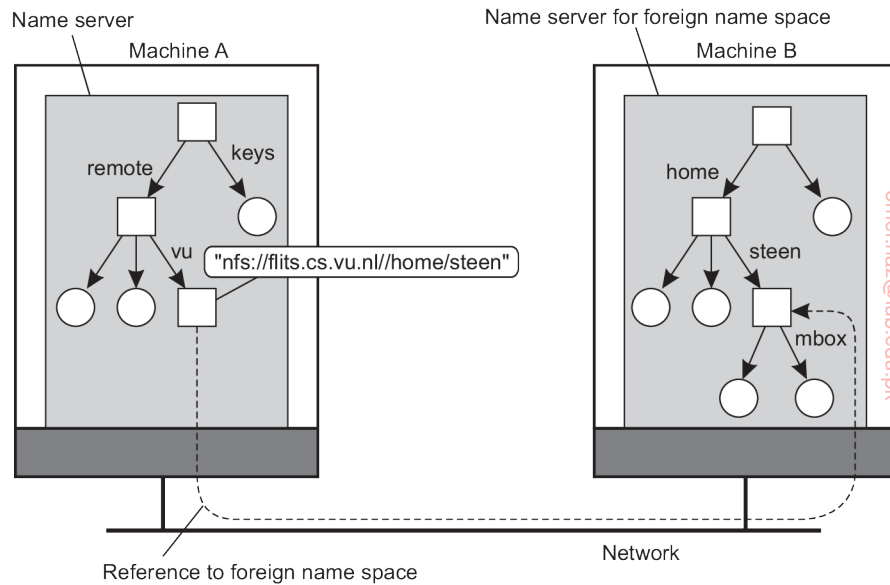 Name server
Name server for foreign name space
Machine A
Machine B
remote
keys
home
vu
"nfs://flits.cs.vu.nl//home/steen"
steen
mbox
Network
Reference to foreign name space